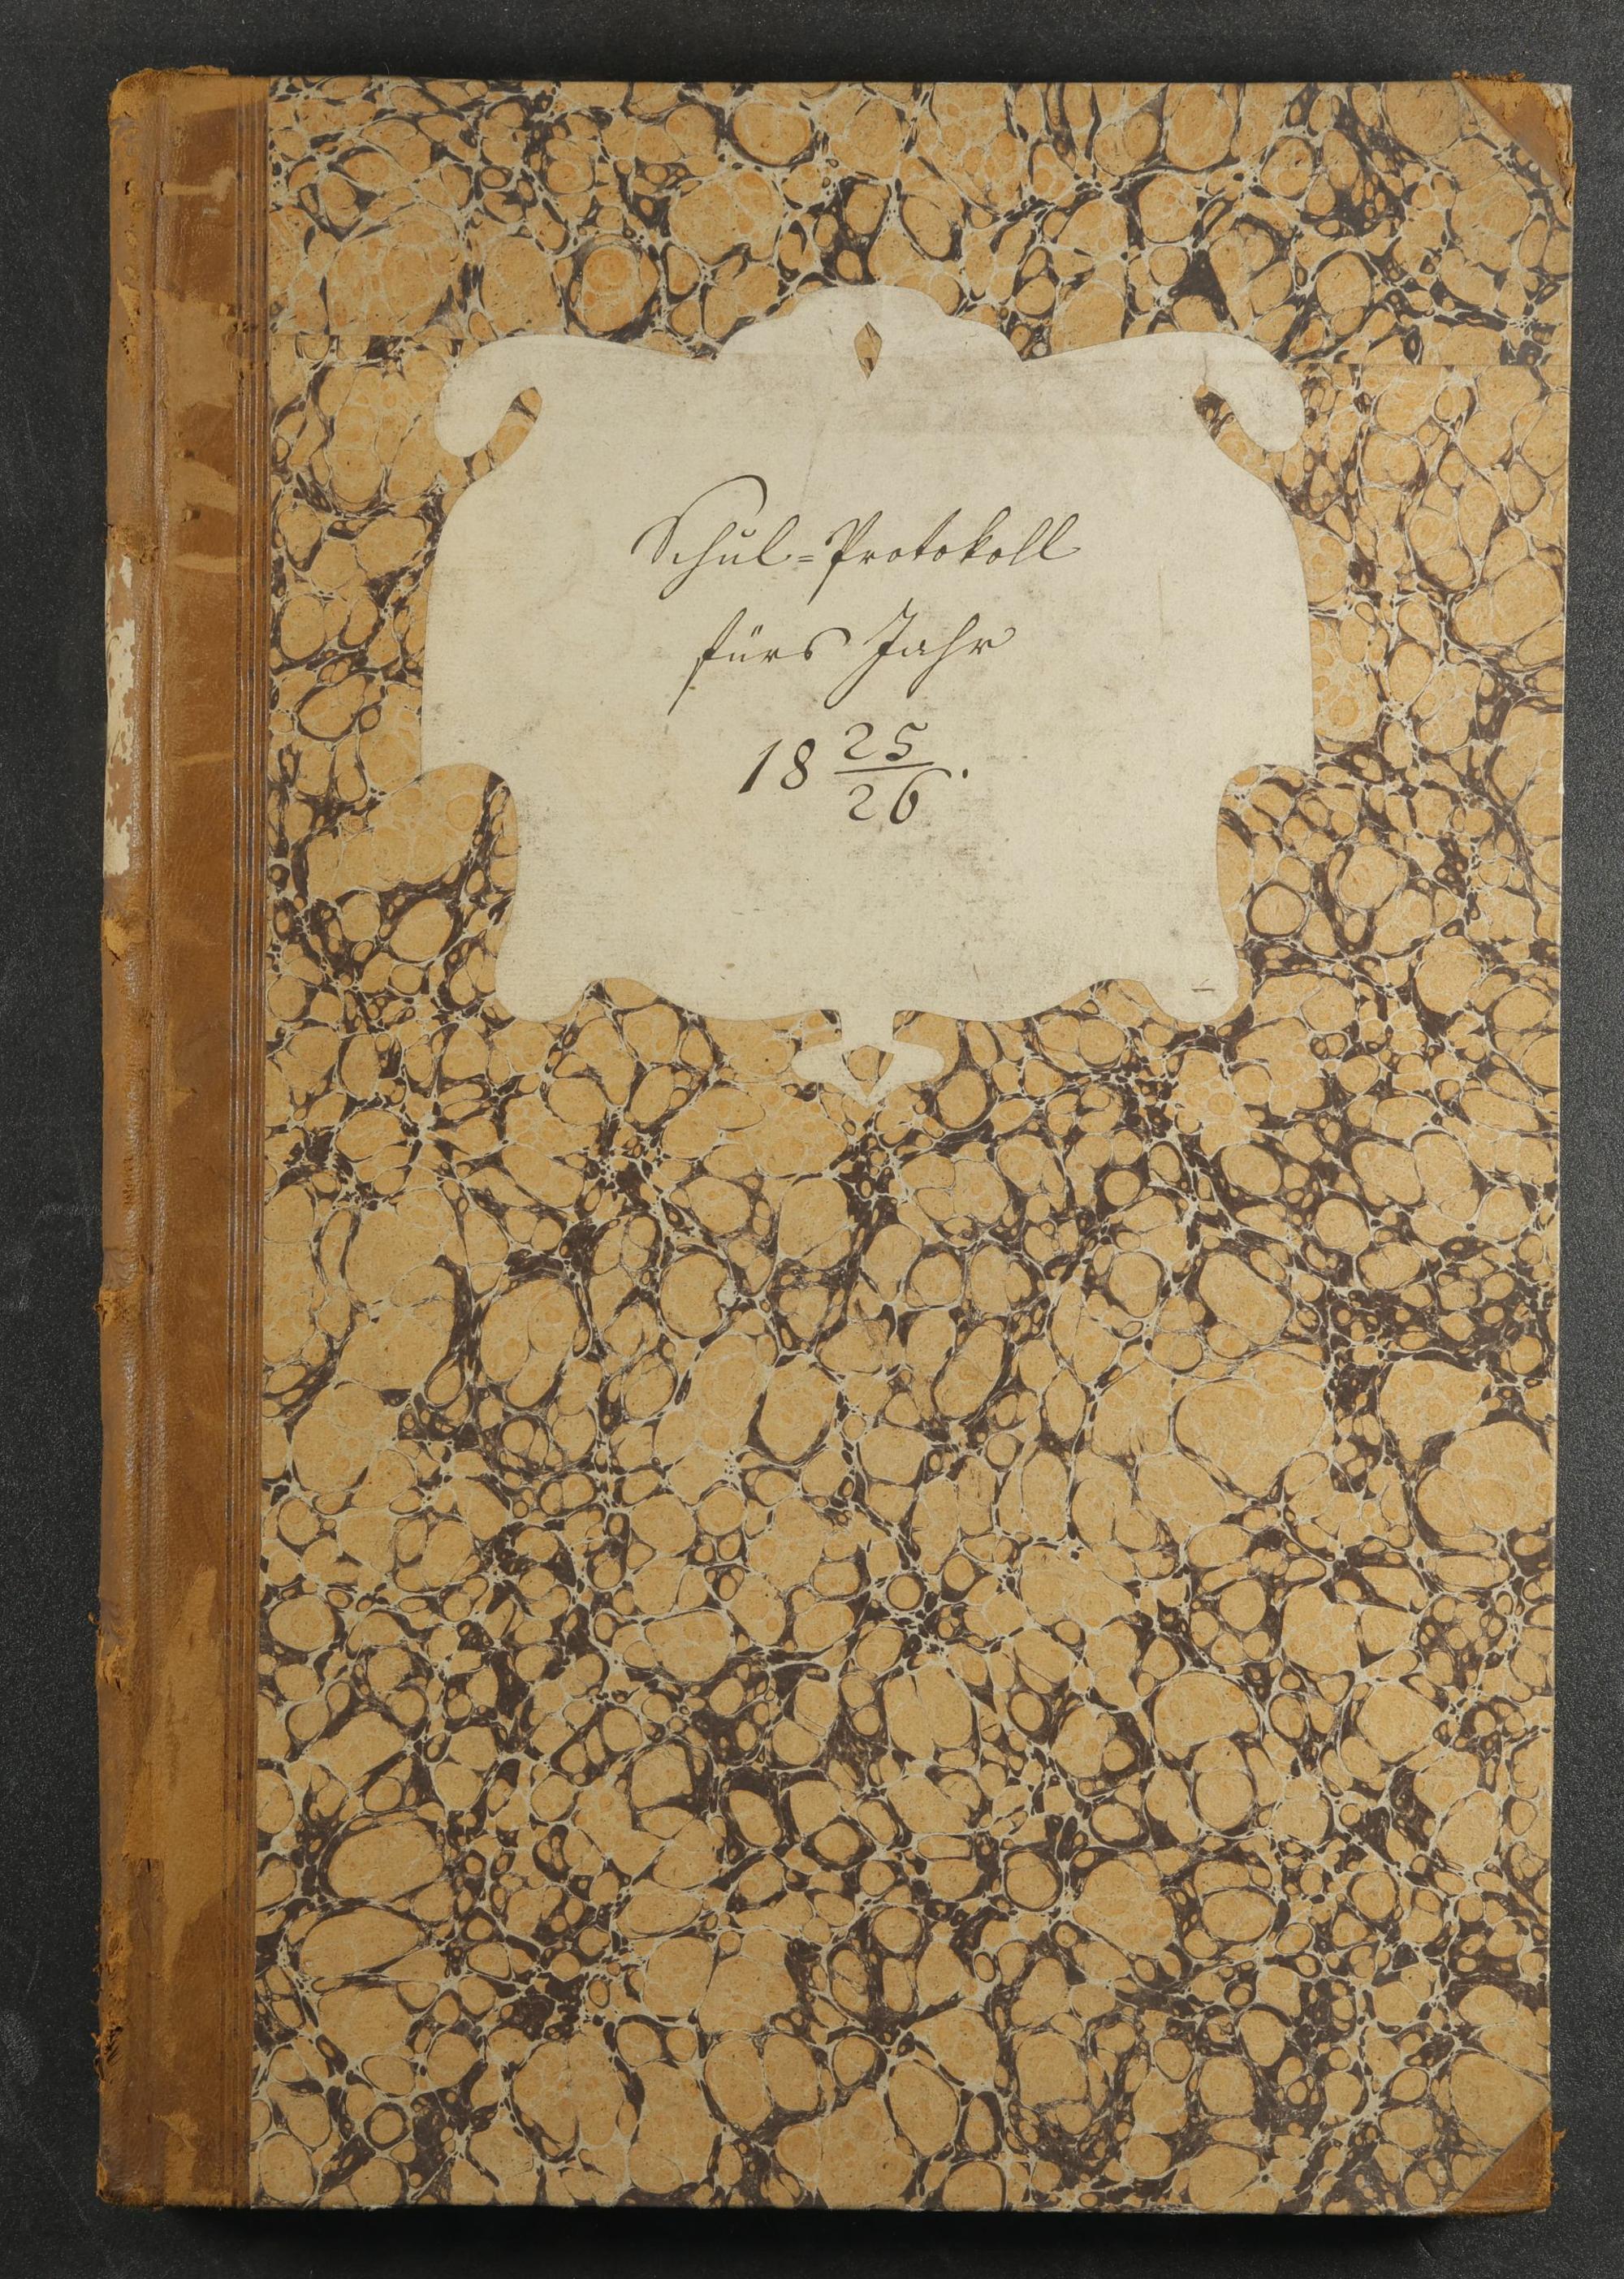 Schul=Protokoll
fürs Jahr
18 25/26.